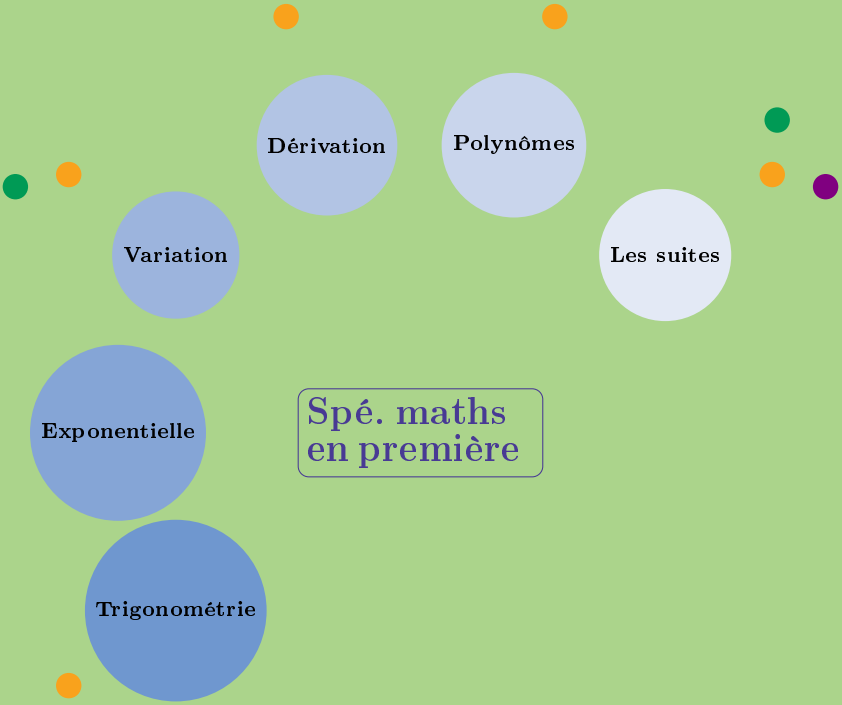 Dérivation
Polynômes
Variation
Les suites
Exponentielle
Spé. maths
en première
Trigonométrie